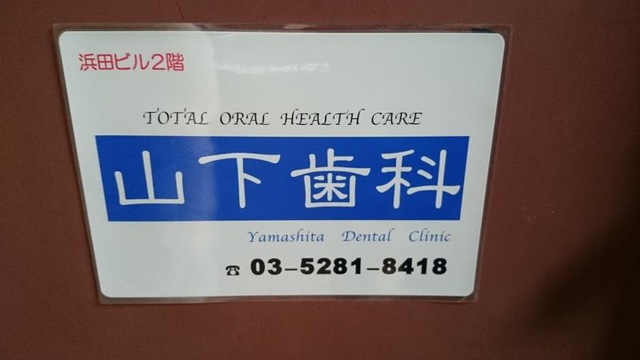 浜田ビル2階
TOTAL ORAL HEALTH CARE
山下歯科
Yamashita Dental Clinic
☎ 03-5281-8418